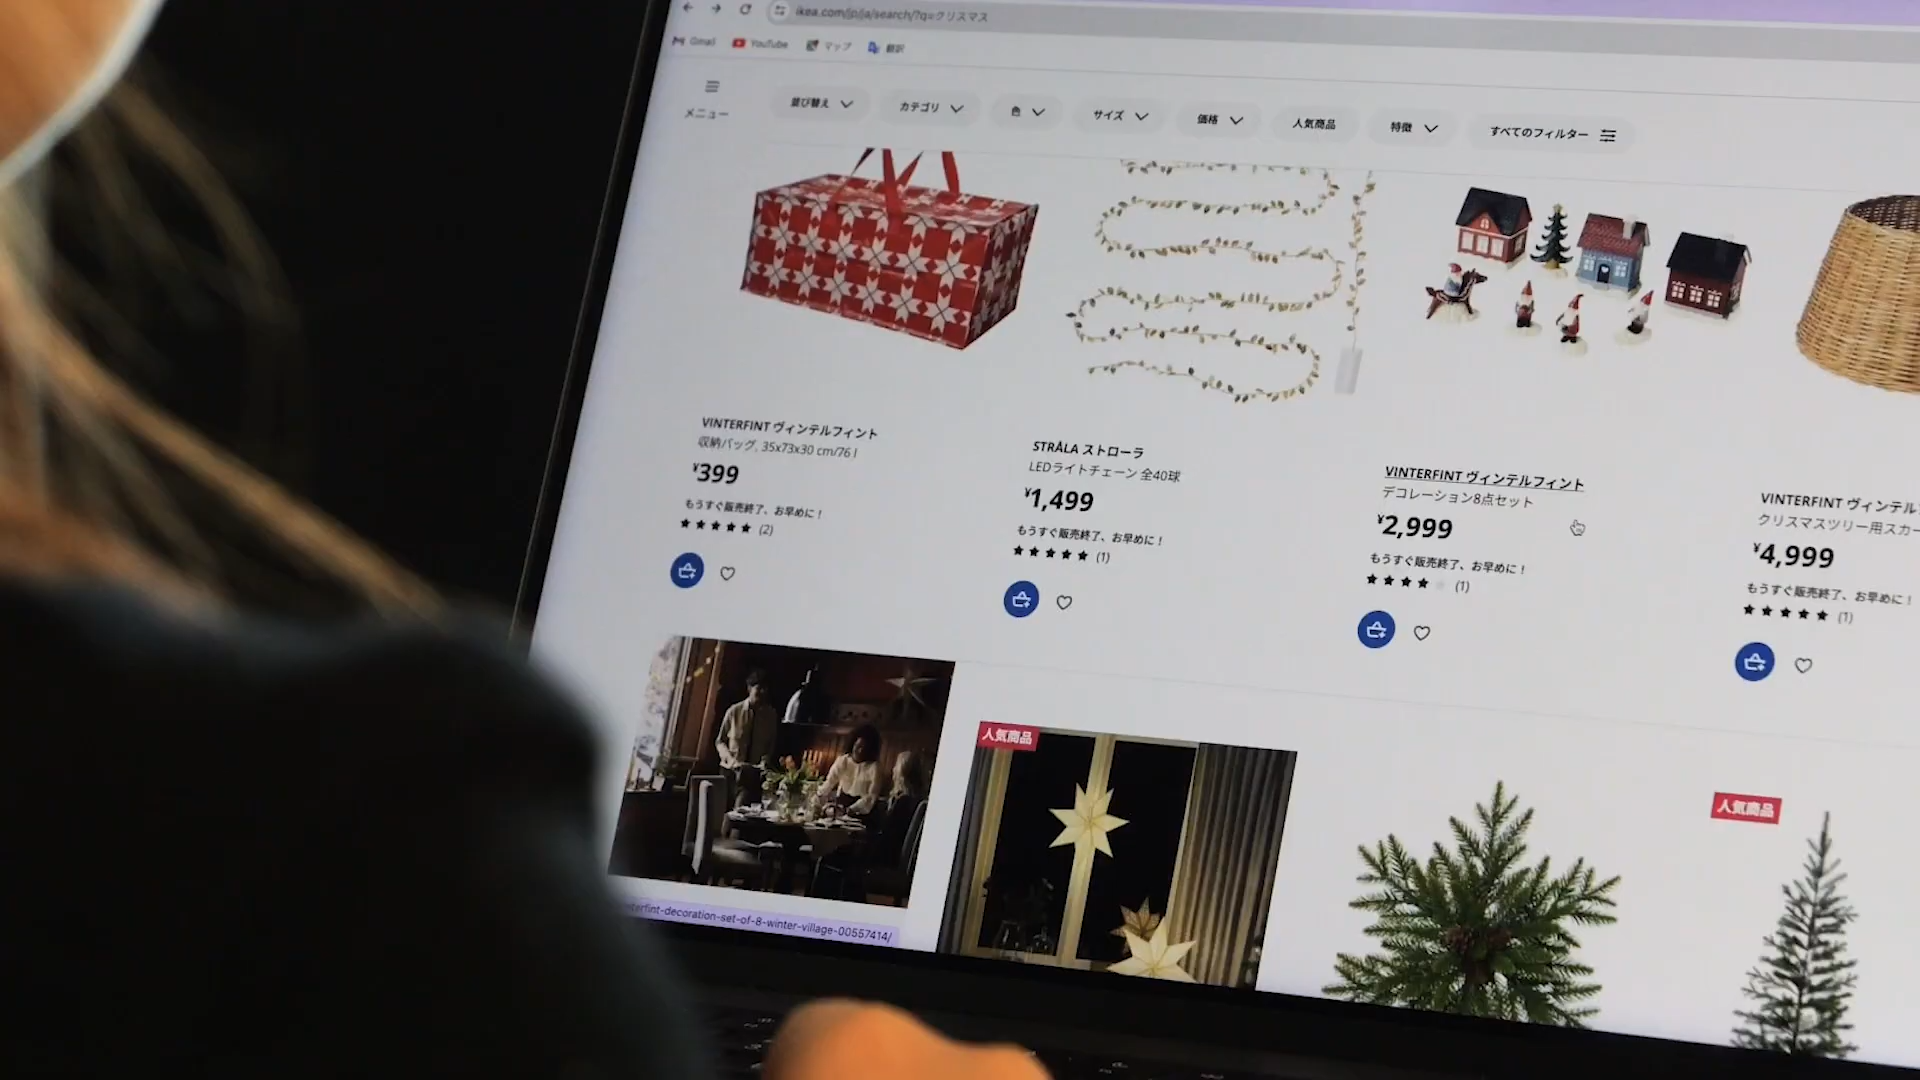 ikea.com/jp/ja/search/?q=クリスマス
Gmail YouTube マップ 翻訳
メニュー
並び替え カテゴリ 色 サイズ 価格 人気商品 特徴 すべてのフィルター
VINTERFINT ヴィンテルフィント
収納バッグ, 35x73x30 cm/76 l
¥399
もうすぐ販売終了、お早めに！
(2)
STRÅLA ストローラ
LEDライトチェーン 全40球
¥1,499
もうすぐ販売終了、お早めに！
(1)
VINTERFINT ヴィンテルフィント
デコレーション8点セット
¥2,999
もうすぐ販売終了、お早めに！
(1)
VINTERFINT ヴィンテル
クリスマスツリー用スカー
¥4,999
もうすぐ販売終了、お早めに！
(1)
人気商品
人気商品
terfint-decoration-set-of-8-winter-village-00557414/